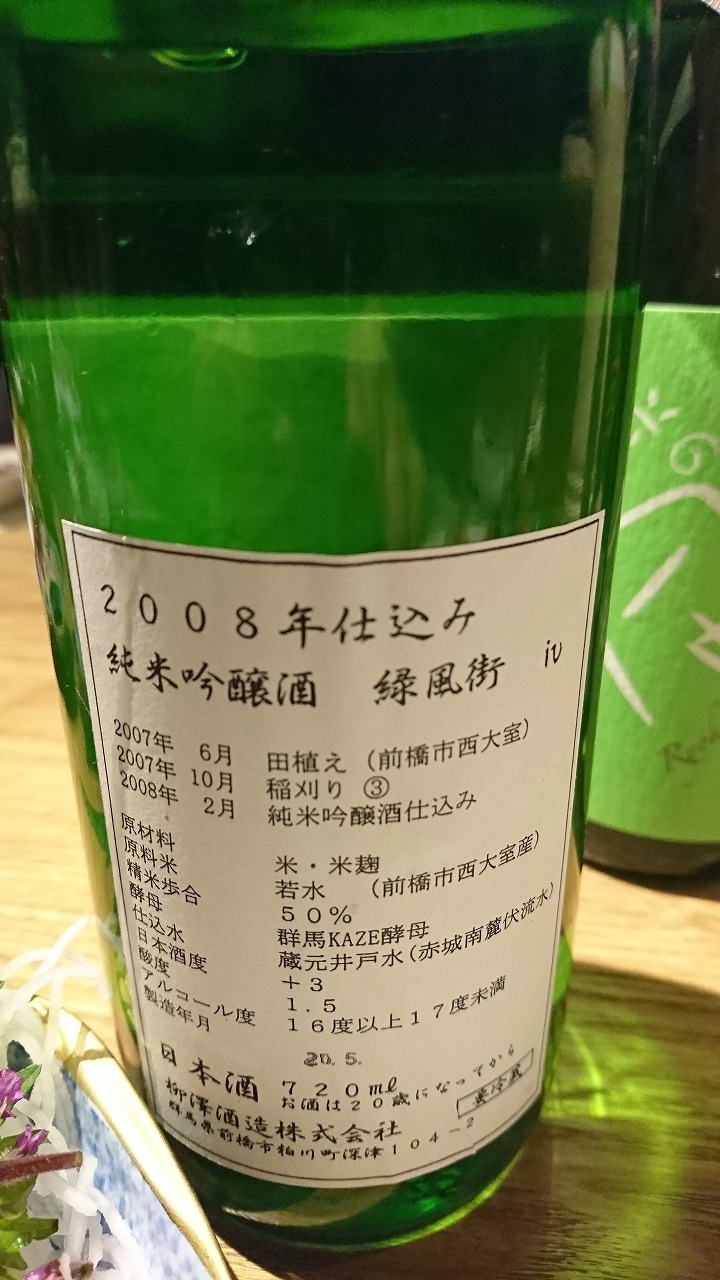 2008年仕込み
純米吟醸酒　緑風街　iv
2007年　6月　田植え（前橋市西大室）
2007年　10月　稲刈り　③
2008年　2月　純米吟醸酒仕込み
原材料　米・米麹
原料米　若水　（前橋市西大室産）
精米歩合　50％
酵母　群馬KAZE酵母
仕込水　蔵元井戸水（赤城南麓伏流水）
日本酒度　＋3
酸度　1.5
アルコール度　16度以上17度未満
製造年月　20.5.
日本酒　720ml
お酒は20歳になってから
要冷蔵
柳澤酒造株式会社
群馬県前橋市粕川町深津104-2